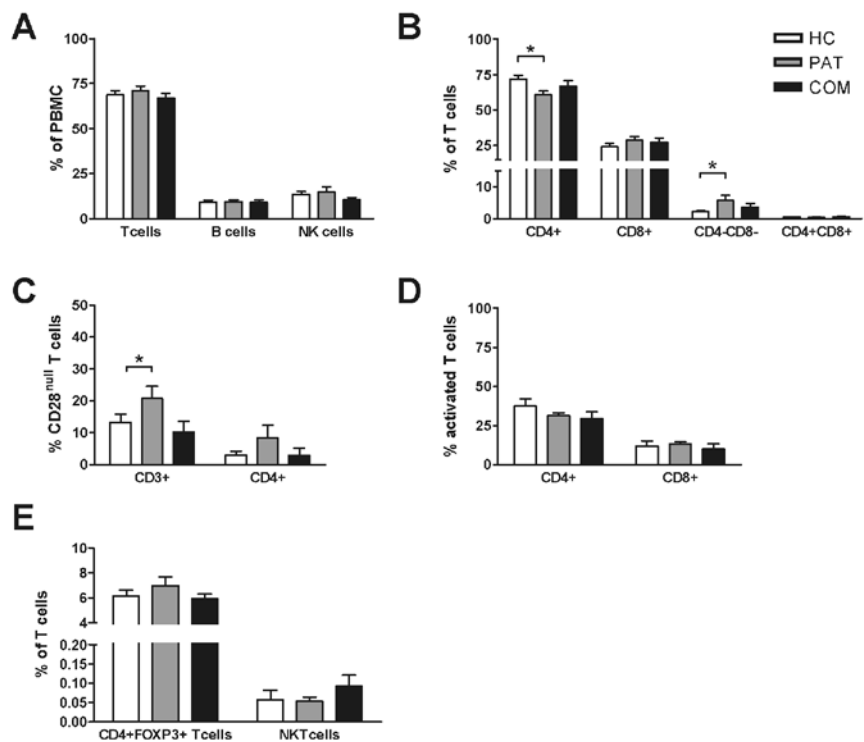 A
% of PBMC
100
75
50
25
0
Tcells B cells NK cells
B
HC
PAT
COM
% of T cells
100
75
50
25
10
0
*
*
CD4+ CD8+ CD4-CD8- CD4+CD8+
C
% CD28null T cells
50
40
30
20
10
0
*
CD3+ CD4+
D
% activated T cells
100
75
50
25
0
CD4+ CD8+
E
% of T cells
10
8
6
4
0.20
0.15
0.10
0.05
0.00
CD4+FOXP3+ Tcells NKTcells